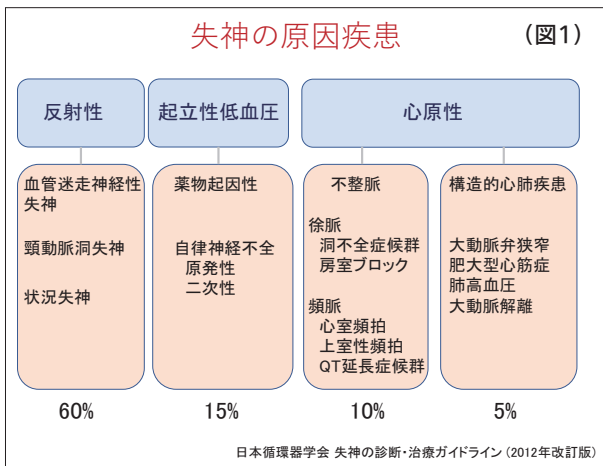 失神の原因疾患
(図1)
反射性
起立性低血圧
心原性
血管迷走神経性
失神
頸動脈洞失神
状況失神
薬物起因性
自律神経不全
原発性
二次性
不整脈
徐脈
洞不全症候群
房室ブロック
頻脈
心室頻拍
上室性頻拍
QT延長症候群
構造的心肺疾患
大動脈弁狭窄
肥大型心筋症
肺高血圧
大動脈解離
60%
15%
10%
5%
日本循環器学会 失神の診断・治療ガイドライン (2012年改訂版)